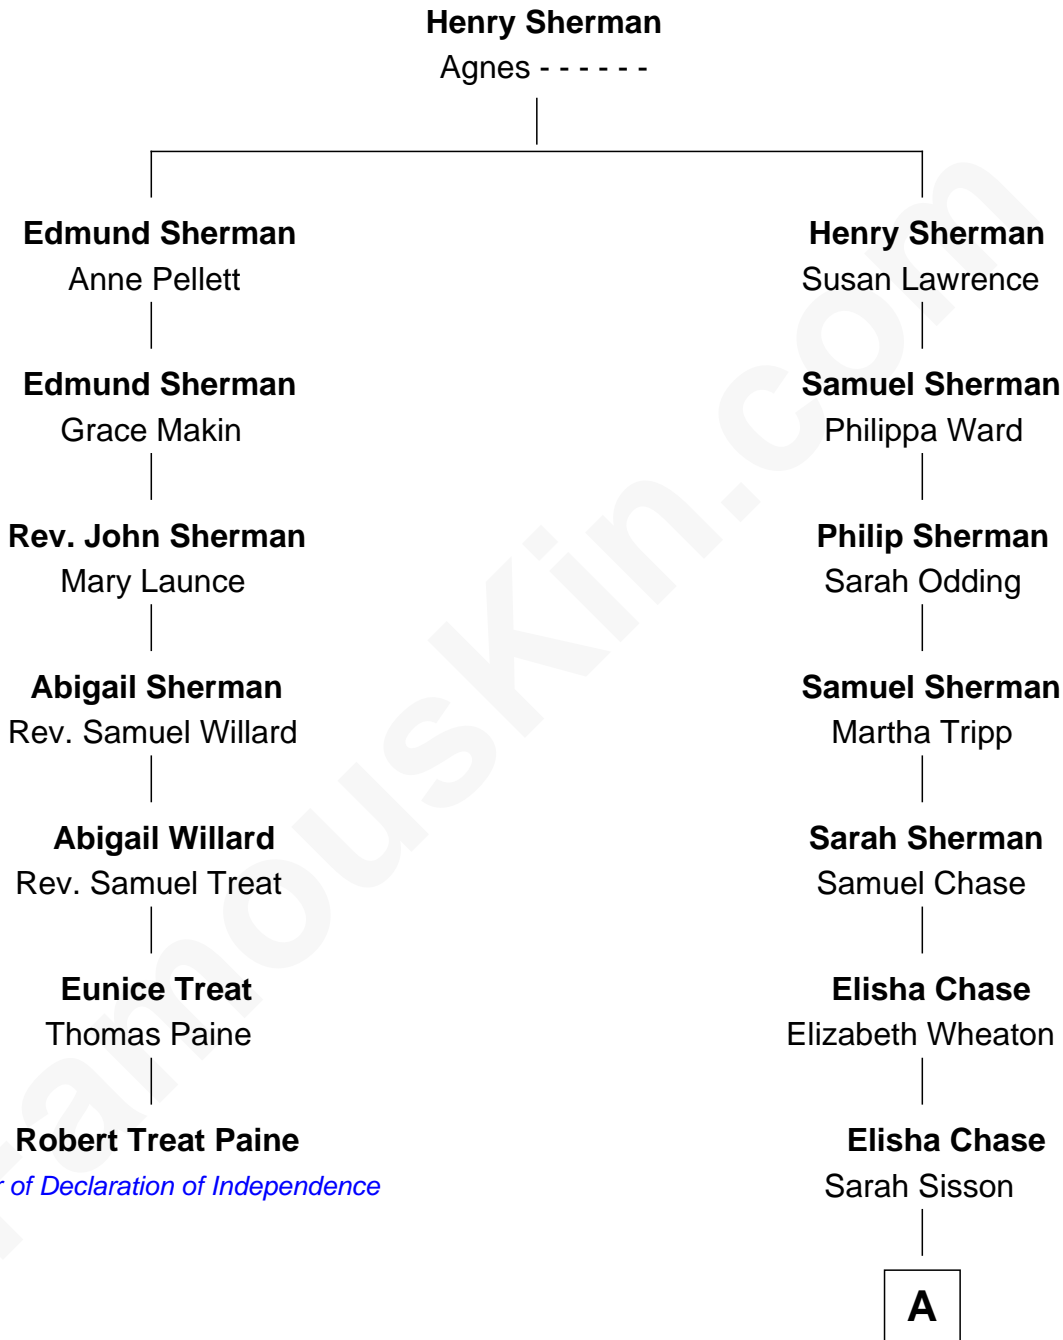 Henry Sherman
Agnes - - - - - -
Edmund Sherman
Anne Pellett
Henry Sherman
Susan Lawrence
Edmund Sherman
Grace Makin
Samuel Sherman
Philippa Ward
Rev. John Sherman
Mary Launce
Philip Sherman
Sarah Odding
Abigail Sherman
Rev. Samuel Willard
Samuel Sherman
Martha Tripp
Abigail Willard
Rev. Samuel Treat
Sarah Sherman
Samuel Chase
Eunice Treat
Thomas Paine
Elisha Chase
Elizabeth Wheaton
Robert Treat Paine
of Declaration of Independence
Elisha Chase
Sarah Sisson
A
FamousKin.com